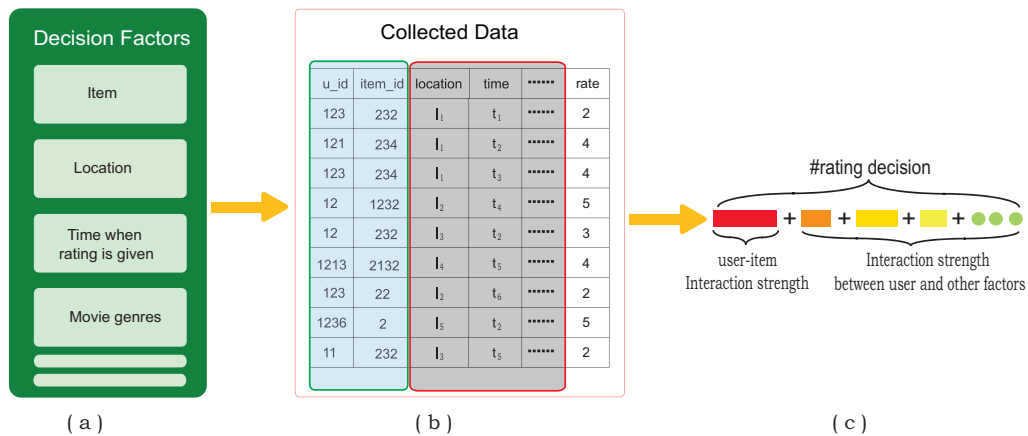 Decision Factors
Item
Location
Time when
rating is given
Movie genres
( a )
Collected Data
u_id item_id location time ...... rate
123 232 l₁ t₁ ...... 2
121 234 l₁ t₂ ...... 4
123 234 l₁ t₃ ...... 4
12 1232 l₂ t₄ ...... 5
12 232 l₃ t₂ ...... 3
1213 2132 l₄ t₅ ...... 4
123 22 l₂ t₆ ...... 2
1236 2 l₅ t₂ ...... 5
11 232 l₃ t₅ ...... 2
( b )
#rating decision
+ + + +
user-item
Interaction strength
Interaction strength
between user and other factors
( c )